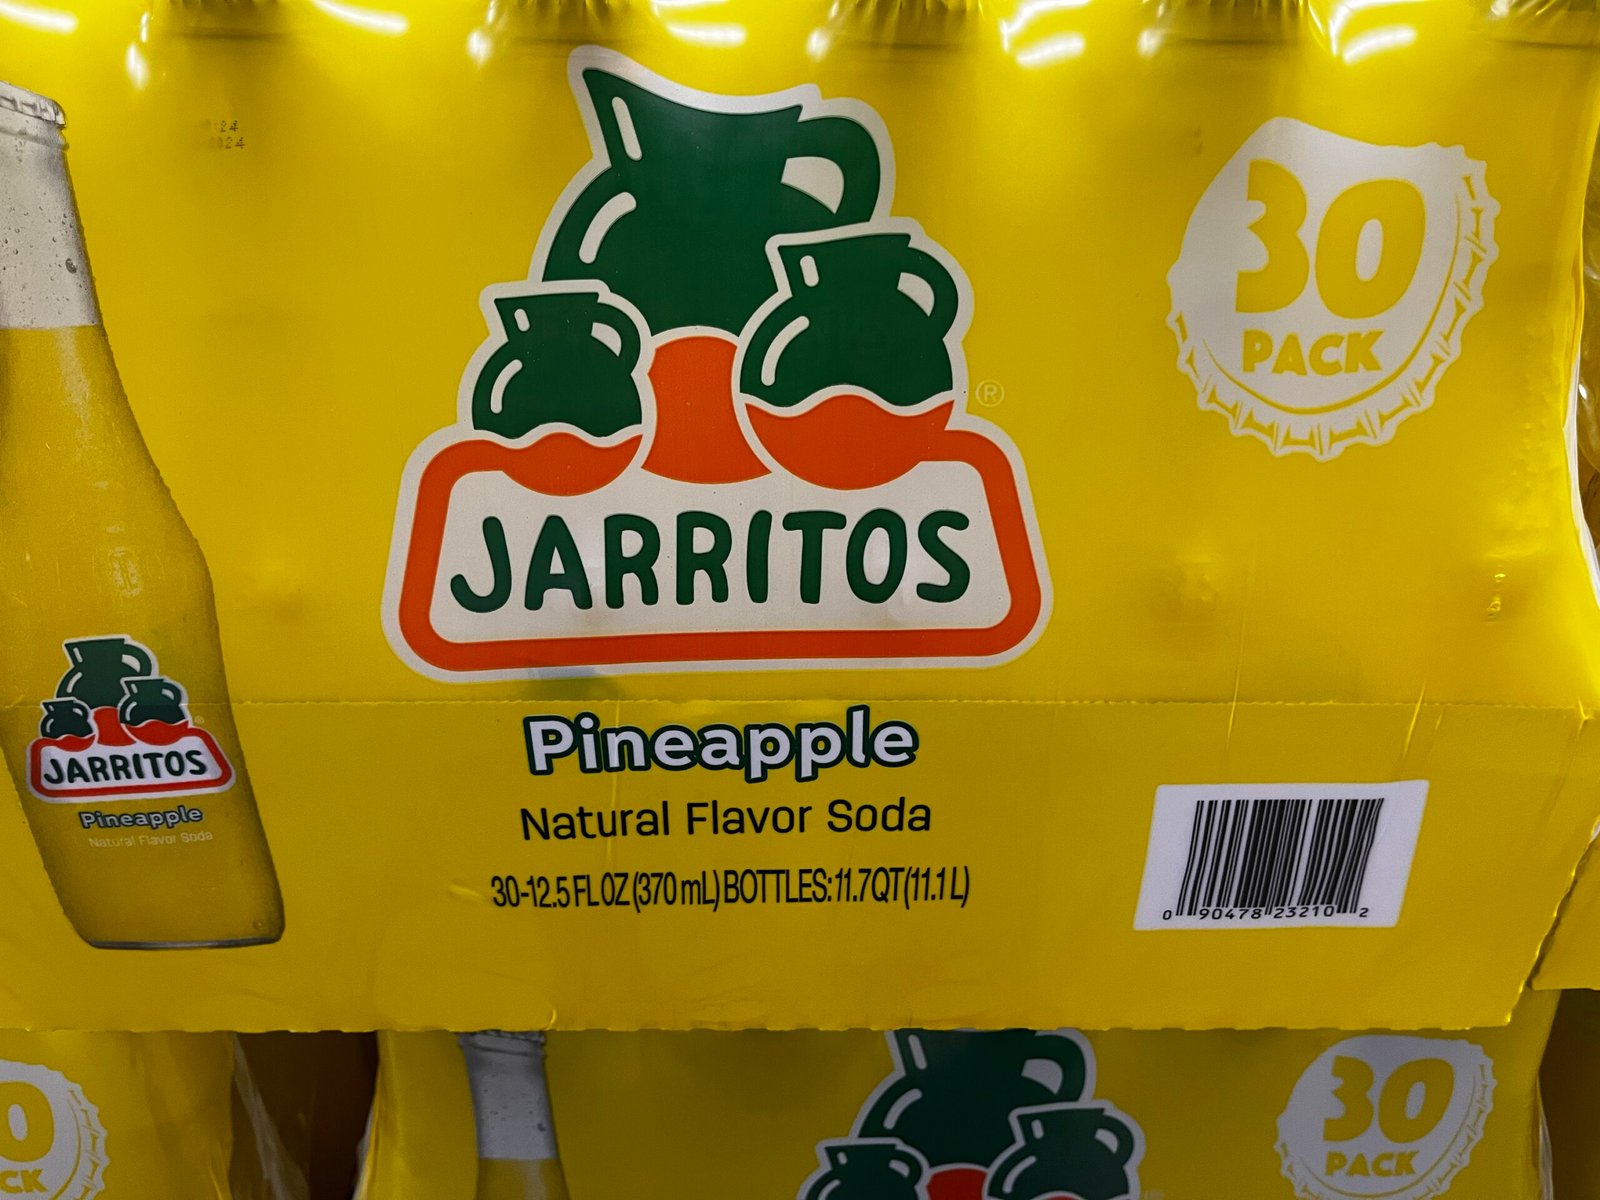 30
PACK
®
JARRITOS
Pineapple
Natural Flavor Soda
30-12.5 FL OZ (370 mL) BOTTLES: 11.7 QT (11.1 L)
0 90478 23210 2
JARRITOS
Pineapple
Natural Flavor Soda
30
PACK